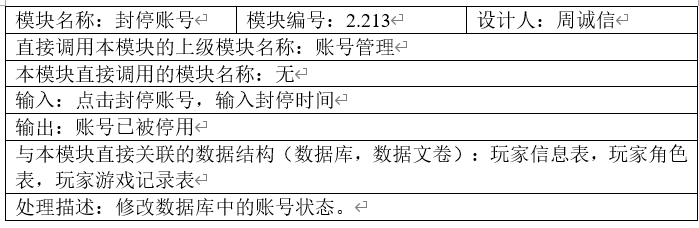 模块名称：封停账号 模块编号：2.213 设计人：周诚信
直接调用本模块的上级模块名称：账号管理
本模块直接调用的模块名称：无
输入：点击封停账号，输入封停时间
输出：账号已被停用
与本模块直接关联的数据结构（数据库，数据文卷）：玩家信息表，玩家角色
表，玩家游戏记录表
处理描述：修改数据库中的账号状态。